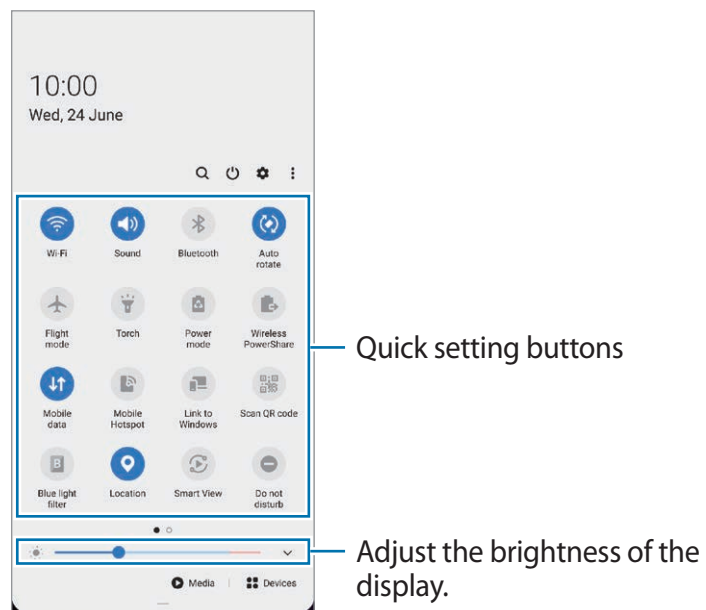 10:00
Wed, 24 June
Wi-Fi Sound Bluetooth Auto rotate
Flight mode Torch Power mode Wireless PowerShare
Mobile data Mobile Hotspot Link to Windows Scan QR code
B
Blue light filter Location Smart View Do not disturb
Media Devices
Quick setting buttons
Adjust the brightness of the
display.